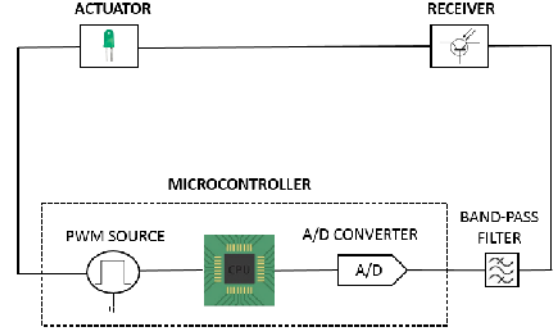 ACTUATOR
RECEIVER
MICROCONTROLLER
PWM SOURCE
CPU
A/D CONVERTER
A/D
BAND-PASS
FILTER